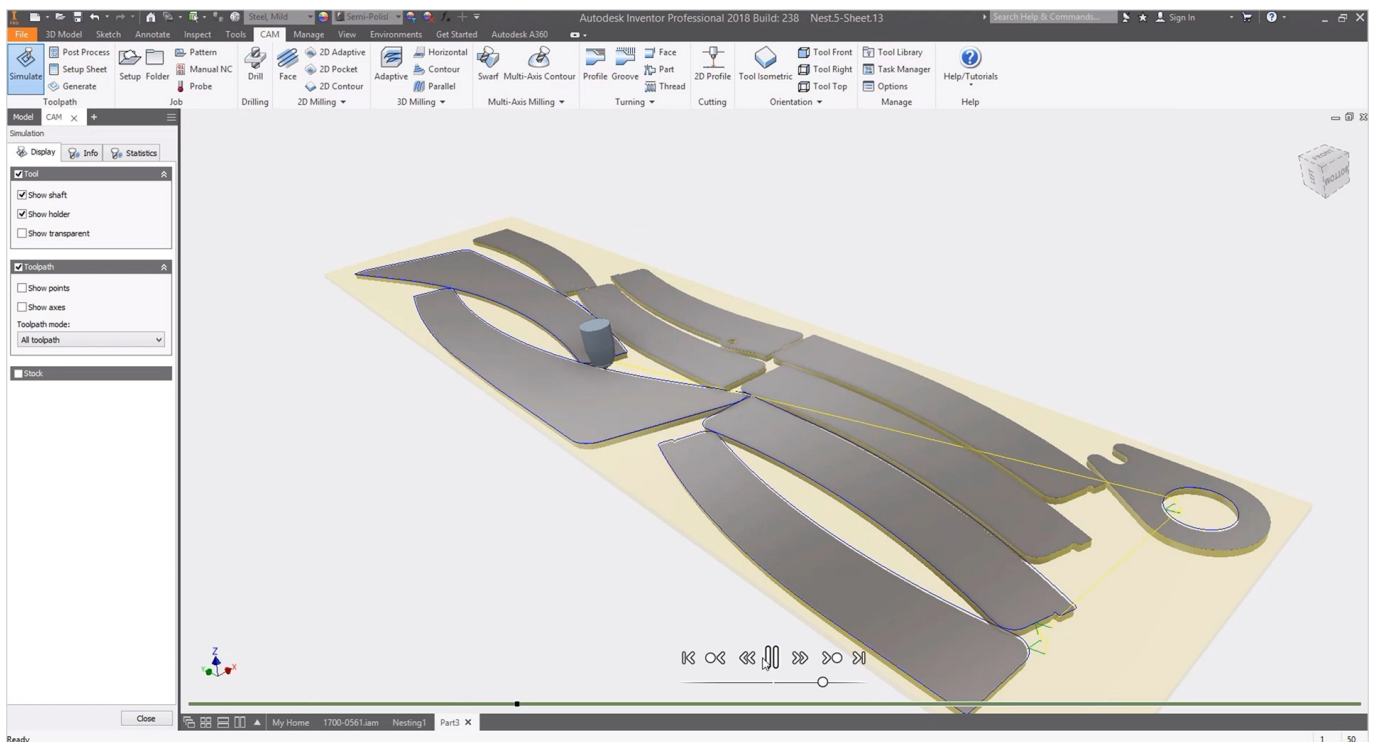 PRO
Steel, Mild
Semi-Polisl
Autodesk Inventor Professional 2018 Build: 238 Nest.5-Sheet.13
Search Help & Commands...
Sign In
File 3D Model Sketch Annotate Inspect Tools CAM Manage View Environments Get Started Autodesk A360
Post Process Pattern 2D Adaptive Horizontal Face Tool Front Tool Library
Setup Sheet Manual NC 2D Pocket Contour Part Tool Right Task Manager
Simulate Setup Folder Drill Face Adaptive Swarf Multi-Axis Contour Profile Groove 2D Profile Tool Isometric Help/Tutorials
Generate Probe 2D Contour Parallel Thread Tool Top Options
Toolpath Job Drilling 2D Milling 3D Milling Multi-Axis Milling Turning Cutting Orientation Manage Help
Model CAM
Simulation
Display Info Statistics
Tool
Show shaft
Show holder
Show transparent
Toolpath
Show points
Show axes
Toolpath mode:
All toolpath
Stock
FRONT
LEFT
BOTTOM
Z
Y
X
Close
My Home 1700-0561.iam Nesting1 Part3
Ready
1 50